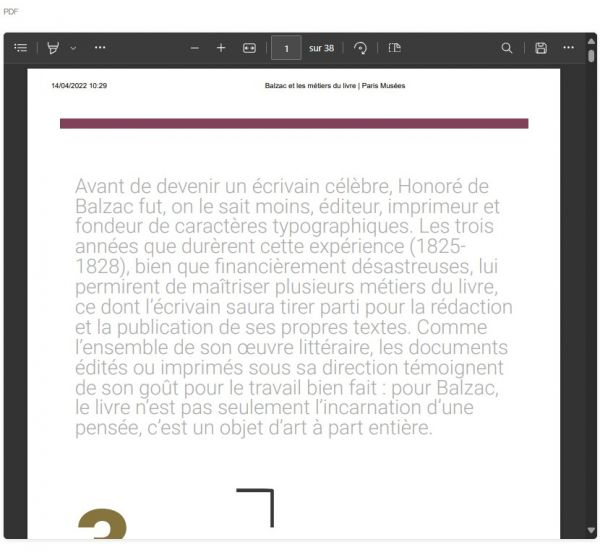 PDF
1 sur 38
14/04/2022 10:29 Balzac et les métiers du livre | Paris Musées
Avant de devenir un écrivain célèbre, Honoré de
Balzac fut, on le sait moins, éditeur, imprimeur et
fondeur de caractères typographiques. Les trois
années que durèrent cette expérience (1825-
1828), bien que financièrement désastreuses, lui
permirent de maîtriser plusieurs métiers du livre,
ce dont l’écrivain saura tirer parti pour la rédaction
et la publication de ses propres textes. Comme
l’ensemble de son œuvre littéraire, les documents
édités ou imprimés sous sa direction témoignent
de son goût pour le travail bien fait : pour Balzac,
le livre n’est pas seulement l’incarnation d’une
pensée, c’est un objet d’art à part entière.